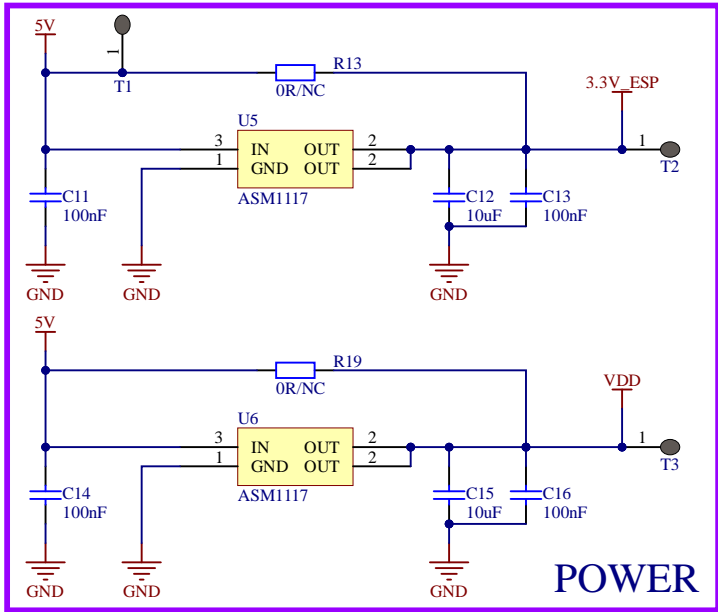 5V
1
T1
R13
0R/NC
3.3V_ESP
U5
3 IN OUT 2
1 GND OUT 2
ASM1117
1
T2
C11
100nF
C12
10uF
C13
100nF
GND
GND
GND
5V
R19
0R/NC
VDD
U6
3 IN OUT 2
1 GND OUT 2
ASM1117
1
T3
C14
100nF
C15
10uF
C16
100nF
GND
GND
GND
POWER